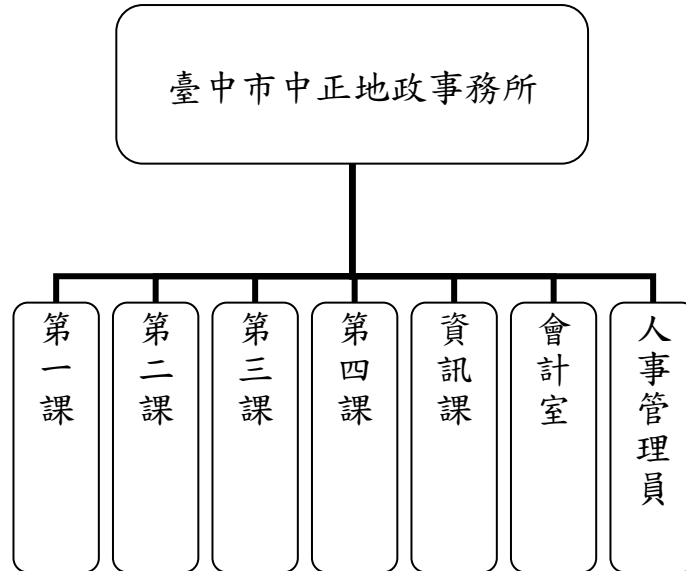 臺中市中正地政事務所
第一課
第二課
第三課
第四課
資訊課
會計室
人事管理員